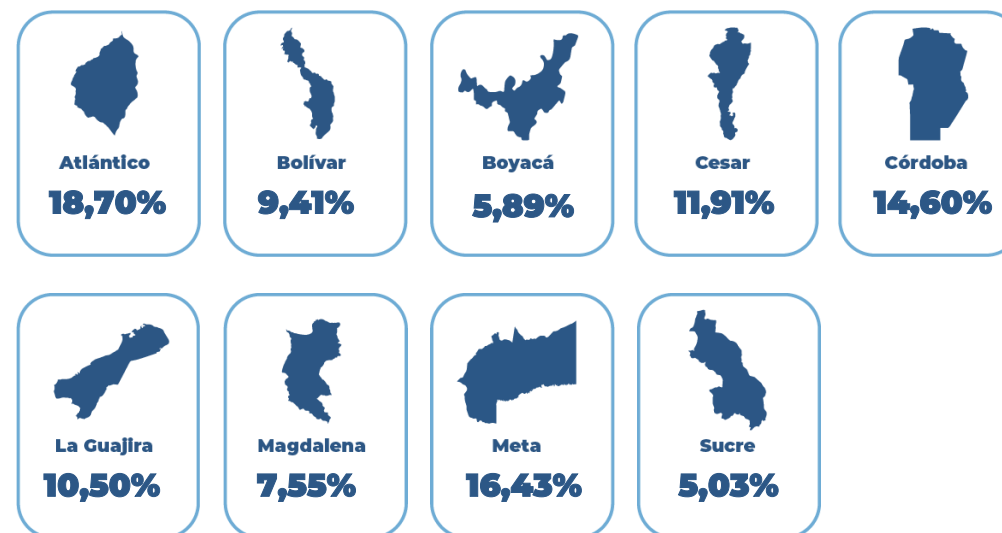 Atlántico
18,70%
Bolívar
9,41%
Boyacá
5,89%
Cesar
11,91%
Córdoba
14,60%
La Guajira
10,50%
Magdalena
7,55%
Meta
16,43%
Sucre
5,03%